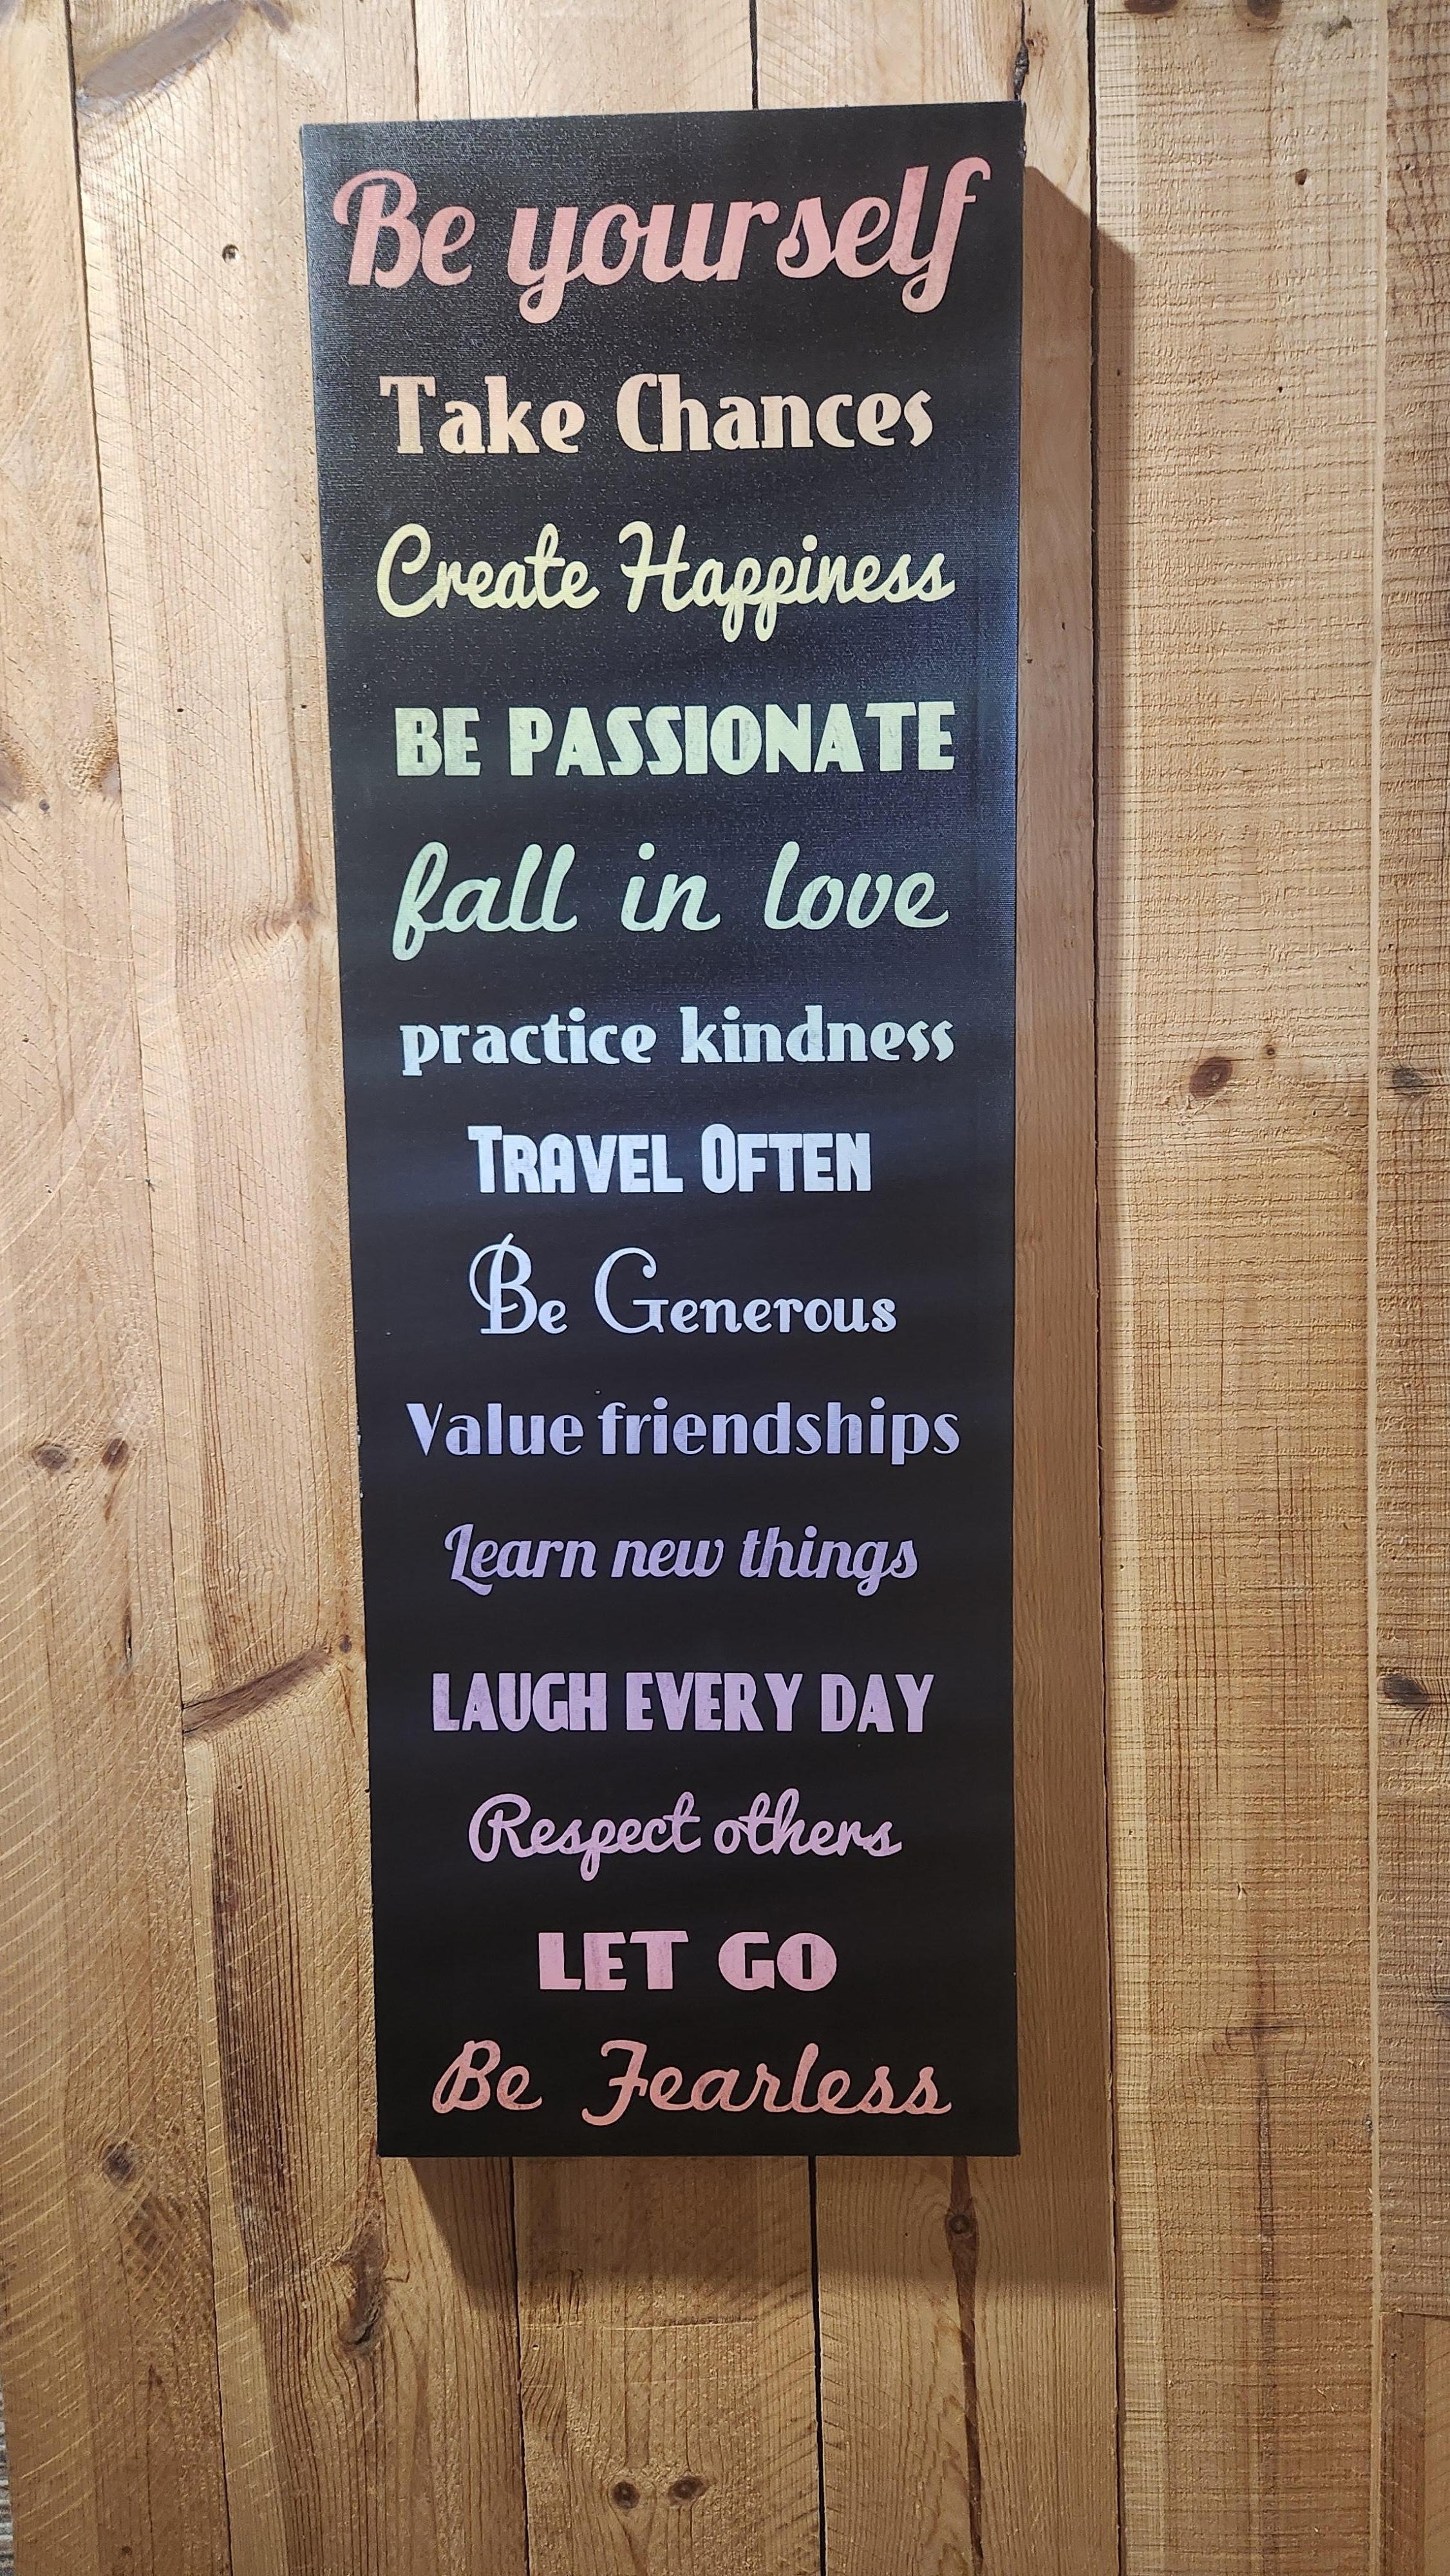 Be yourself
Take Chances
Create Happiness
BE PASSIONATE
fall in love
practice kindness
TRAVEL OFTEN
Be Generous
Value friendships
Learn new things
LAUGH EVERY DAY
Respect others
LET GO
Be Fearless